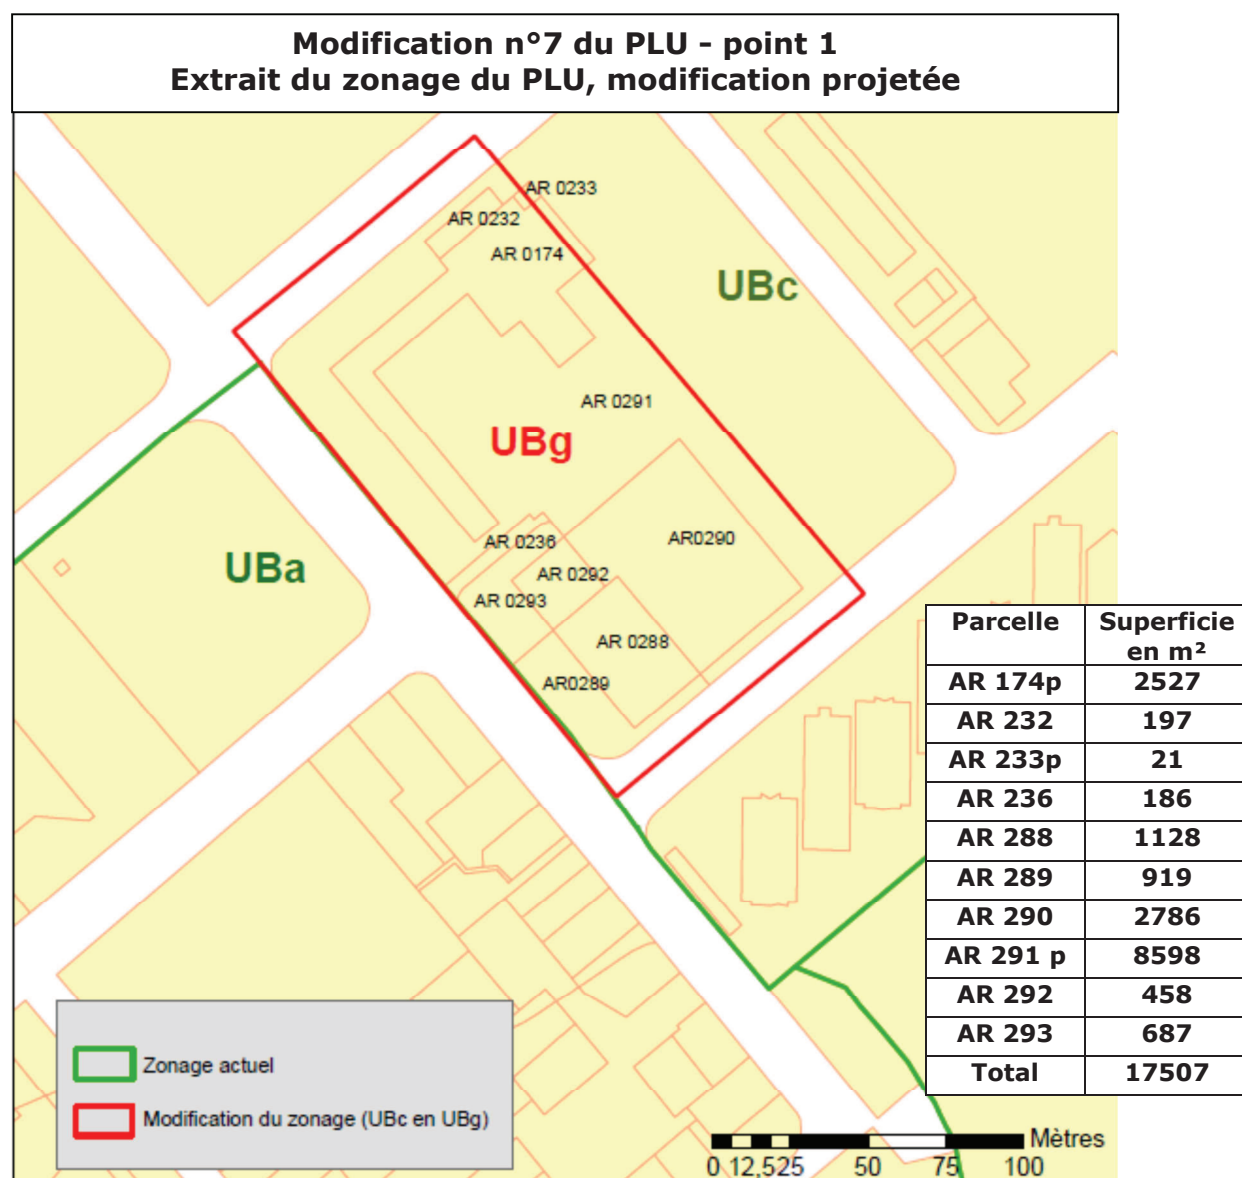 Modification n°7 du PLU - point 1
Extrait du zonage du PLU, modification projetée
AR 0233
AR 0232
AR 0174
UBc
AR 0291
UBg
AR 0236
AR0290
UBa
AR 0292
AR 0293
AR 0288
AR0289
Parcelle Superficie en m²
AR 174p 2527
AR 232 197
AR 233p 21
AR 236 186
AR 288 1128
AR 289 919
AR 290 2786
AR 291 p 8598
AR 292 458
AR 293 687
Total 17507
Zonage actuel
Modification du zonage (UBc en UBg)
Mètres
0 12,525 50 75 100